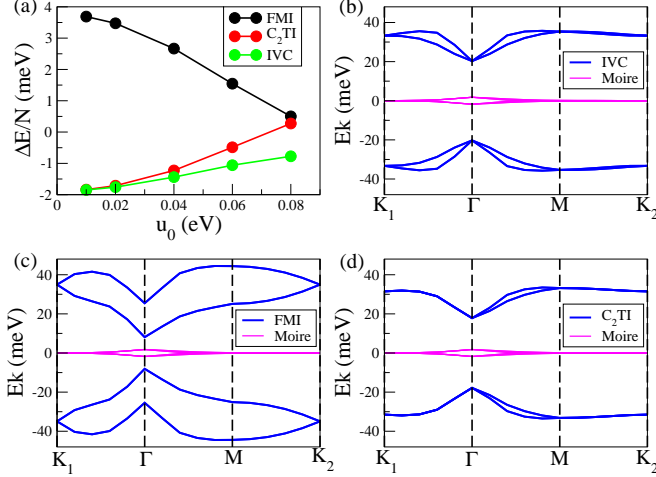 (a)
FMI
C₂TI
IVC
ΔE/N (meV)
4
3
2
1
0
-1
-2
0
0.02
0.04
0.06
0.08
u₀ (eV)
(b)
IVC
Moire
Ek (meV)
40
20
0
-20
-40
K₁
Γ
M
K₂
(c)
FMI
Moire
Ek (meV)
40
20
0
-20
-40
K₁
Γ
M
K₂
(d)
C₂TI
Moire
Ek (meV)
40
20
0
-20
-40
K₁
Γ
M
K₂